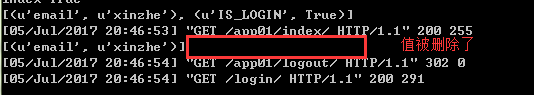 [(u'email', u'xinzhe'), (u'IS_LOGIN', True)]
[05/Jul/2017 20:46:53] "GET /app01/index/ HTTP/1.1" 200 255
[(u'email', u'xinzhe')] 值被删除了
[05/Jul/2017 20:46:54] "GET /app01/logout/ HTTP/1.1" 302 0
[05/Jul/2017 20:46:54] "GET /login/ HTTP/1.1" 200 291